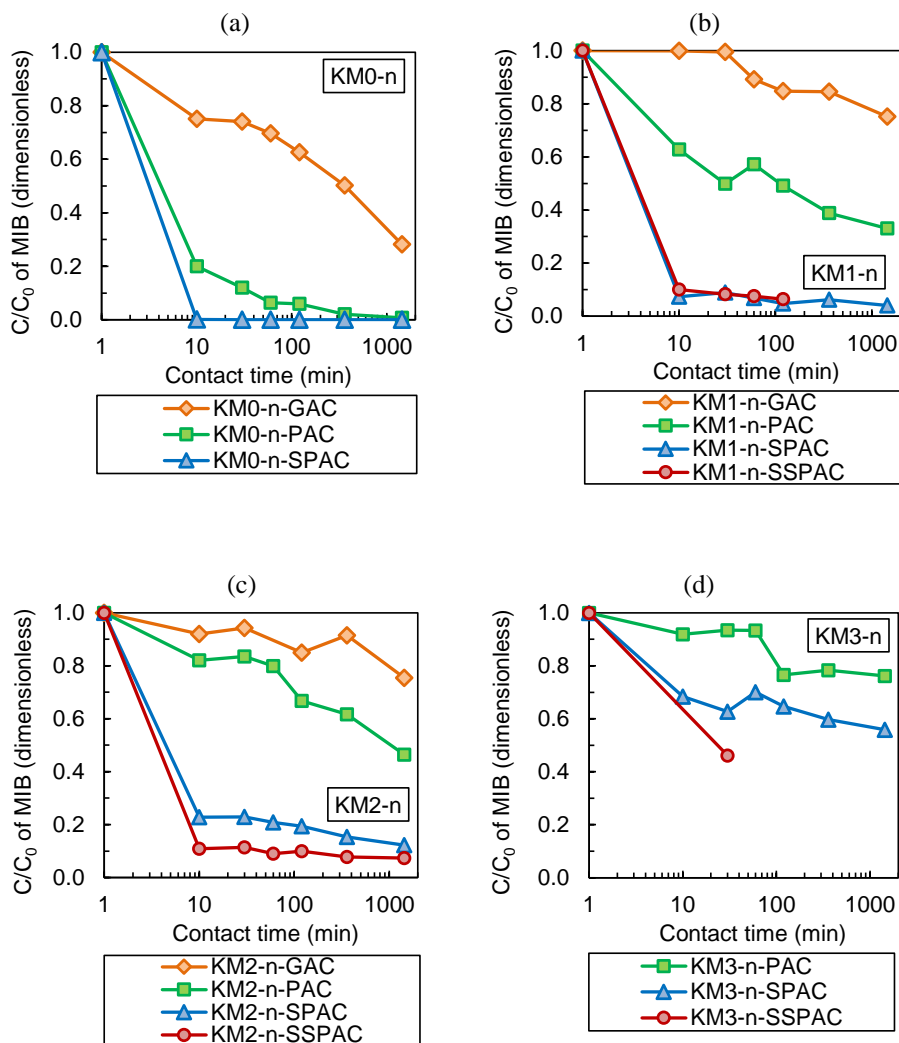 (a)
C/C0 of MIB (dimensionless)
1.0
0.8
0.6
0.4
0.2
0.0
KM0-n
1 10 100 1000
Contact time (min)
KM0-n-GAC
KM0-n-PAC
KM0-n-SPAC
(b)
C/C0 of MIB (dimensionless)
1.0
0.8
0.6
0.4
0.2
0.0
KM1-n
1 10 100 1000
Contact time (min)
KM1-n-GAC
KM1-n-PAC
KM1-n-SPAC
KM1-n-SSPAC
(c)
C/C0 of MIB (dimensionless)
1.0
0.8
0.6
0.4
0.2
0.0
KM2-n
1 10 100 1000
Contact time (min)
KM2-n-GAC
KM2-n-PAC
KM2-n-SPAC
KM2-n-SSPAC
(d)
C/C0 of MIB (dimensionless)
1.0
0.8
0.6
0.4
0.2
0.0
KM3-n
1 10 100 1000
Contact time (min)
KM3-n-PAC
KM3-n-SPAC
KM3-n-SSPAC